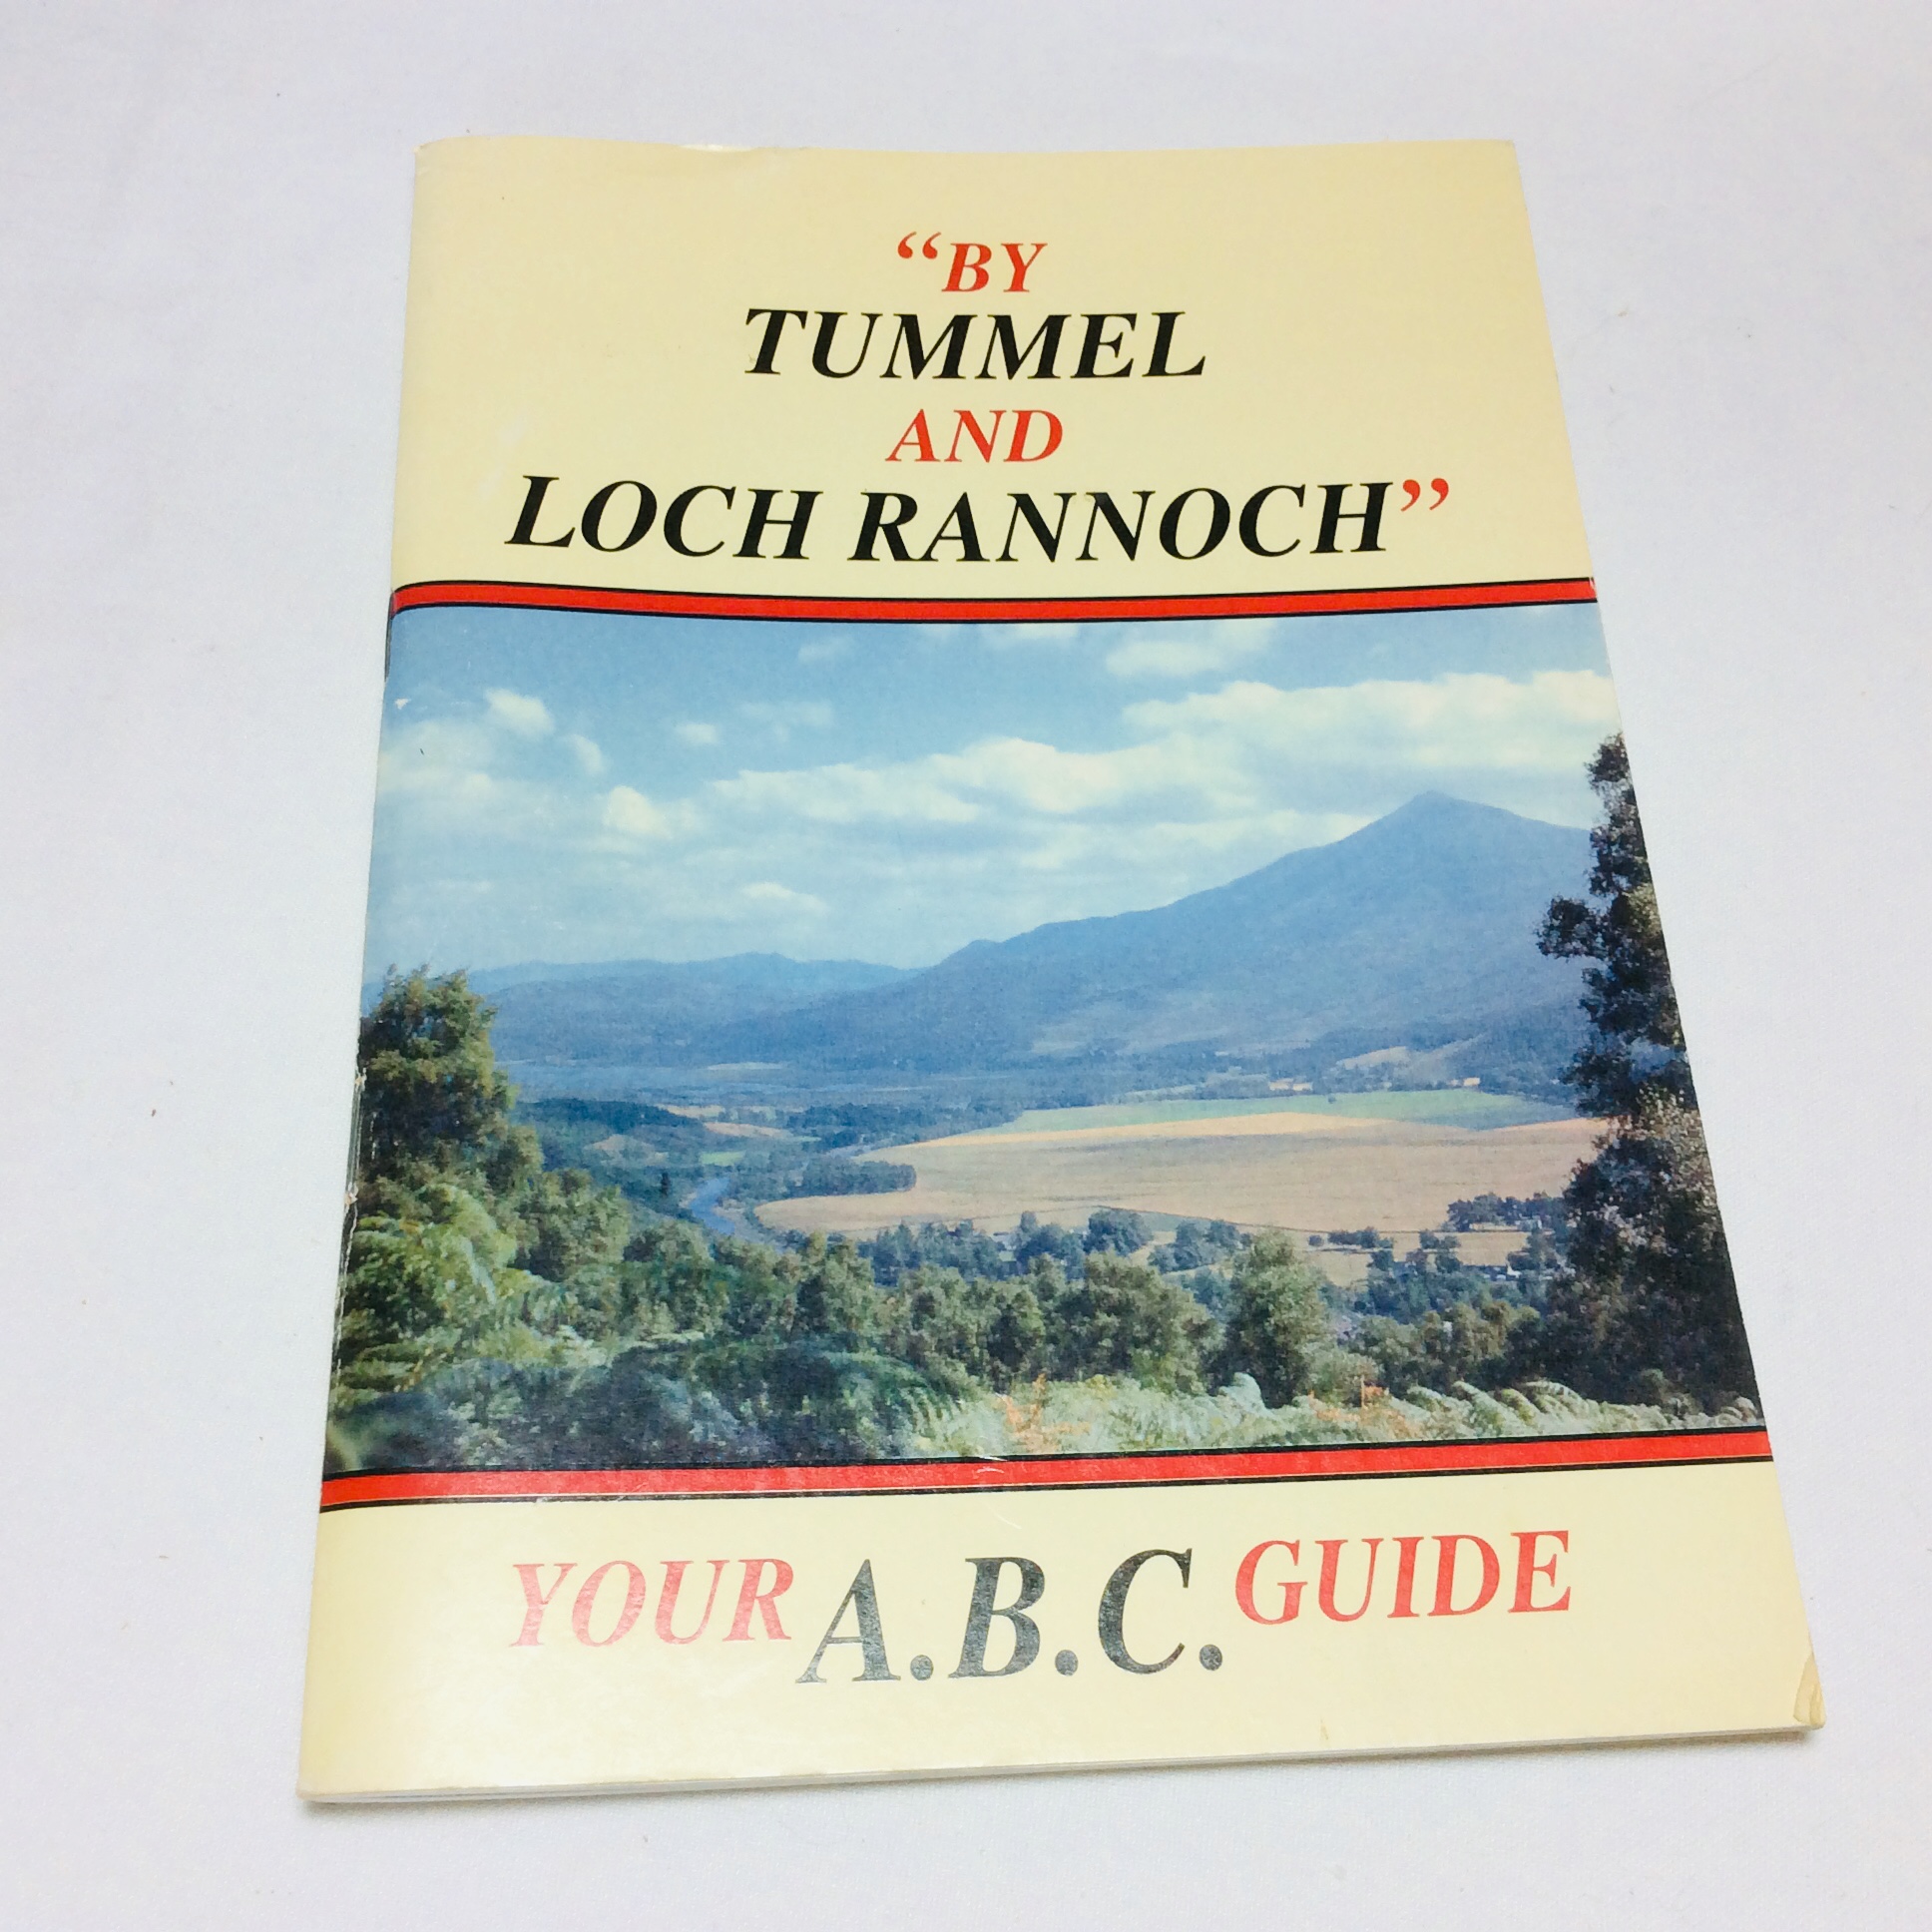 “BY
TUMMEL
AND
LOCH RANNOCH”
YOUR A.B.C. GUIDE